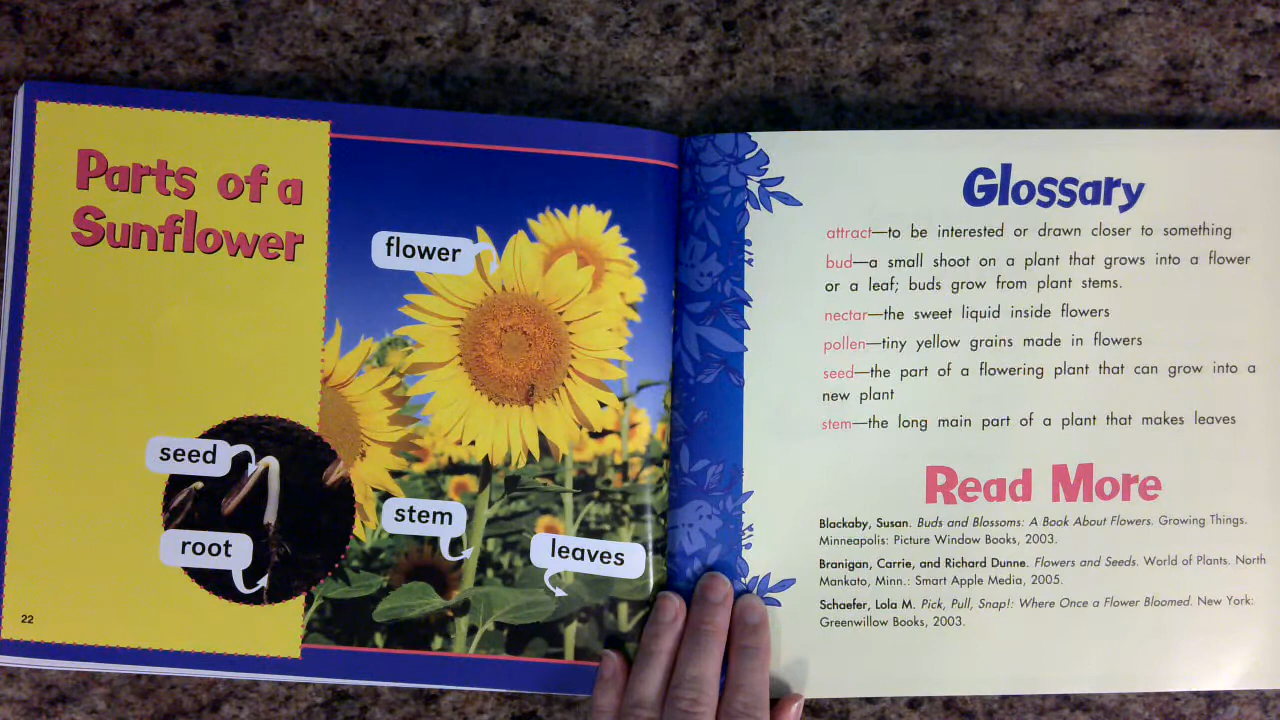 Parts of a
Sunflower
flower
seed
stem
root
leaves
22
Glossary
attract—to be interested or drawn closer to something
bud—a small shoot on a plant that grows into a flower
or a leaf; buds grow from plant stems.
nectar—the sweet liquid inside flowers
pollen—tiny yellow grains made in flowers
seed—the part of a flowering plant that can grow into a
new plant
stem—the long main part of a plant that makes leaves
Read More
Blackaby, Susan. Buds and Blossoms: A Book About Flowers. Growing Things.
Minneapolis: Picture Window Books, 2003.
Branigan, Carrie, and Richard Dunne. Flowers and Seeds. World of Plants. North
Mankato, Minn.: Smart Apple Media, 2005.
Schaefer, Lola M. Pick, Pull, Snap!: Where Once a Flower Bloomed. New York:
Greenwillow Books, 2003.